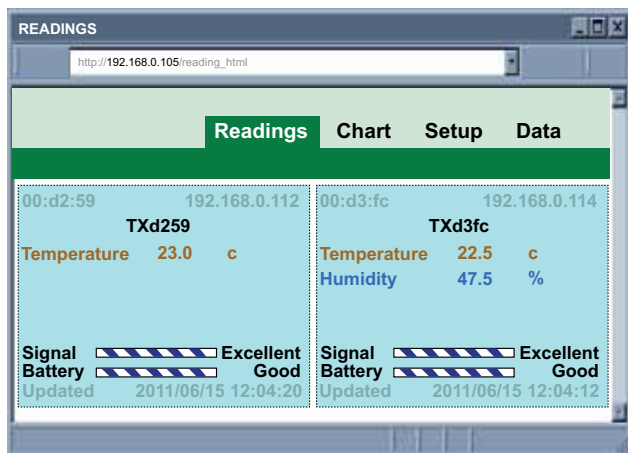 READINGS
http://192.168.0.105/reading_html
Readings Chart Setup Data
00:d2:59 192.168.0.112
TXd259
Temperature 23.0 c
Signal Excellent
Battery Good
Updated 2011/06/15 12:04:20
00:d3:fc 192.168.0.114
TXd3fc
Temperature 22.5 c
Humidity 47.5 %
Signal Excellent
Battery Good
Updated 2011/06/15 12:04:12